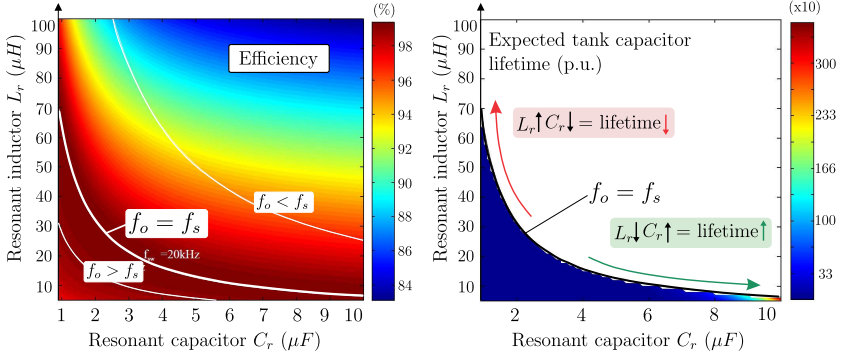 (%)
Efficiency
f_o < f_s
f_o = f_s
=20kHz
f_o > f_s
100
90
80
70
60
50
40
30
20
10
Resonant inductor L_r (μH)
1 2 3 4 5 6 7 8 9 10
Resonant capacitor C_r (μF)
98
96
94
92
90
88
86
84
(x10)
Expected tank capacitor
lifetime (p.u.)
L_r↑C_r↓ = lifetime↓
f_o = f_s
L_r↓C_r↑ = lifetime↑
100
90
80
70
60
50
40
30
20
10
Resonant inductor L_r (μH)
2 4 6 8 10
Resonant capacitor C_r (μF)
300
233
166
100
33